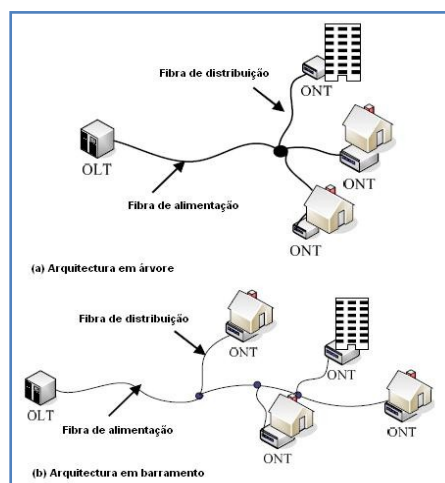 Fibra de distribuição
ONT
OLT
ONT
Fibra de alimentação
ONT
(a) Arquitectura em árvore
Fibra de distribuição
ONT
ONT
OLT
ONT
Fibra de alimentação
ONT
(b) Arquitectura em barramento